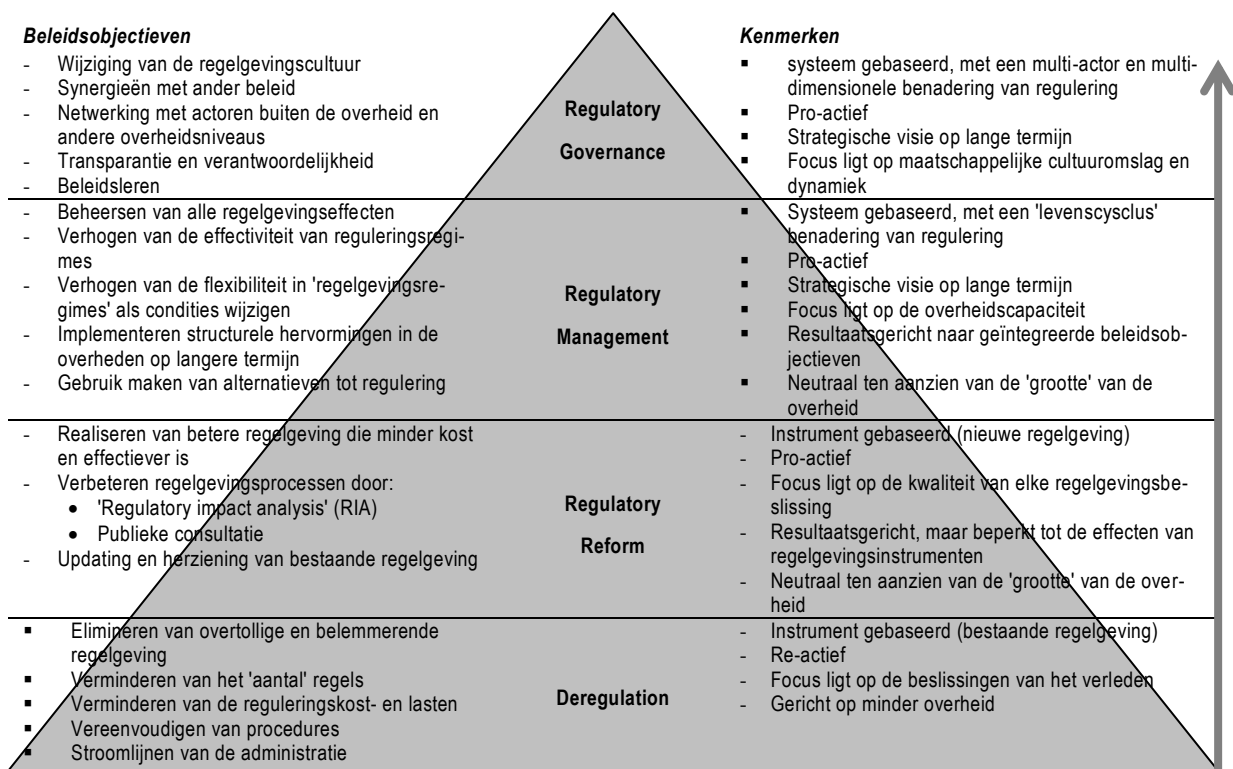 Beleidsobjectieven
- Wijziging van de regelgevingscultuur
- Synergieën met ander beleid
- Netwerking met actoren buiten de overheid en
andere overheidsniveaus
- Transparantie en verantwoordelijkheid
- Beleidsleren
Regulatory
Governance
Kenmerken
▪ systeem gebaseerd, met een multi-actor en multi-
dimensionele benadering van regulering
▪ Pro-actief
▪ Strategische visie op lange termijn
▪ Focus ligt op maatschappelijke cultuuromslag en
dynamiek
- Beheersen van alle regelgevingseffecten
- Verhogen van de effectiviteit van reguleringsregi-
mes
- Verhogen van de flexibiliteit in 'regelgevingsre-
gimes' als condities wijzigen
- Implementeren structurele hervormingen in de
overheden op langere termijn
- Gebruik maken van alternatieven tot regulering
Regulatory
Management
▪ Systeem gebaseerd, met een 'levenscysclus'
benadering van regulering
▪ Pro-actief
▪ Strategische visie op lange termijn
▪ Focus ligt op de overheidscapaciteit
▪ Resultaatsgericht naar geïntegreerde beleidsob-
jectieven
▪ Neutraal ten aanzien van de 'grootte' van de
overheid
- Realiseren van betere regelgeving die minder kost
en effectiever is
- Verbeteren regelgevingsprocessen door:
• 'Regulatory impact analysis' (RIA)
• Publieke consultatie
- Updating en herziening van bestaande regelgeving
Regulatory
Reform
- Instrument gebaseerd (nieuwe regelgeving)
- Pro-actief
- Focus ligt op de kwaliteit van elke regelgevingsbe-
slissing
- Resultaatsgericht, maar beperkt tot de effecten van
regelgevingsinstrumenten
- Neutraal ten aanzien van de 'grootte' van de over-
heid
▪ Elimineren van overtollige en belemmerende
regelgeving
▪ Verminderen van het 'aantal' regels
▪ Verminderen van de reguleringskost- en lasten
▪ Vereenvoudigen van procedures
▪ Stroomlijnen van de administratie
Deregulation
- Instrument gebaseerd (bestaande regelgeving)
- Re-actief
- Focus ligt op de beslissingen van het verleden
- Gericht op minder overheid